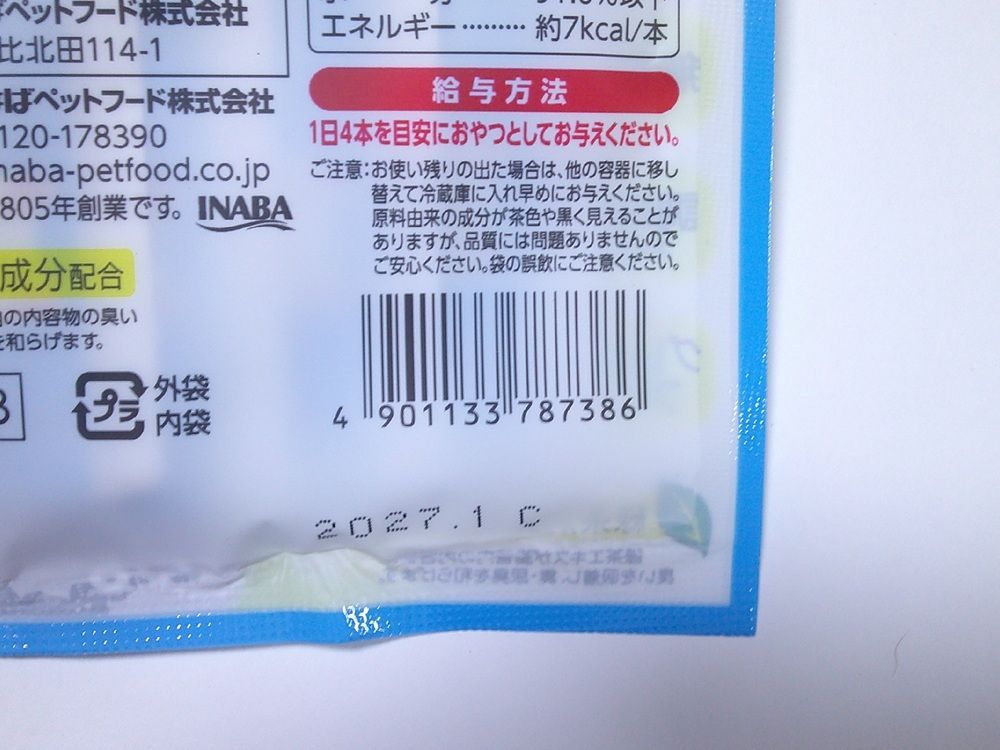 ばペットフード株式会社
比北田114-1
ばペットフード株式会社
120-178390
naba-petfood.co.jp
805年創業です。 INABA
成分配合
の内容物の臭い
を和らげます。
プラ 外袋
内袋
エネルギー ……… 約7kcal/本
給与方法
1日4本を目安におやつとしてお与えください。
ご注意:お使い残りの出た場合は、他の容器に移し
替えて冷蔵庫に入れ早めにお与えください。
原料由来の成分が茶色や黒く見えることが
ありますが、品質には問題ありませんので
ご安心ください。袋の誤飲にご注意ください。
4 901133 787386
2027.1 C